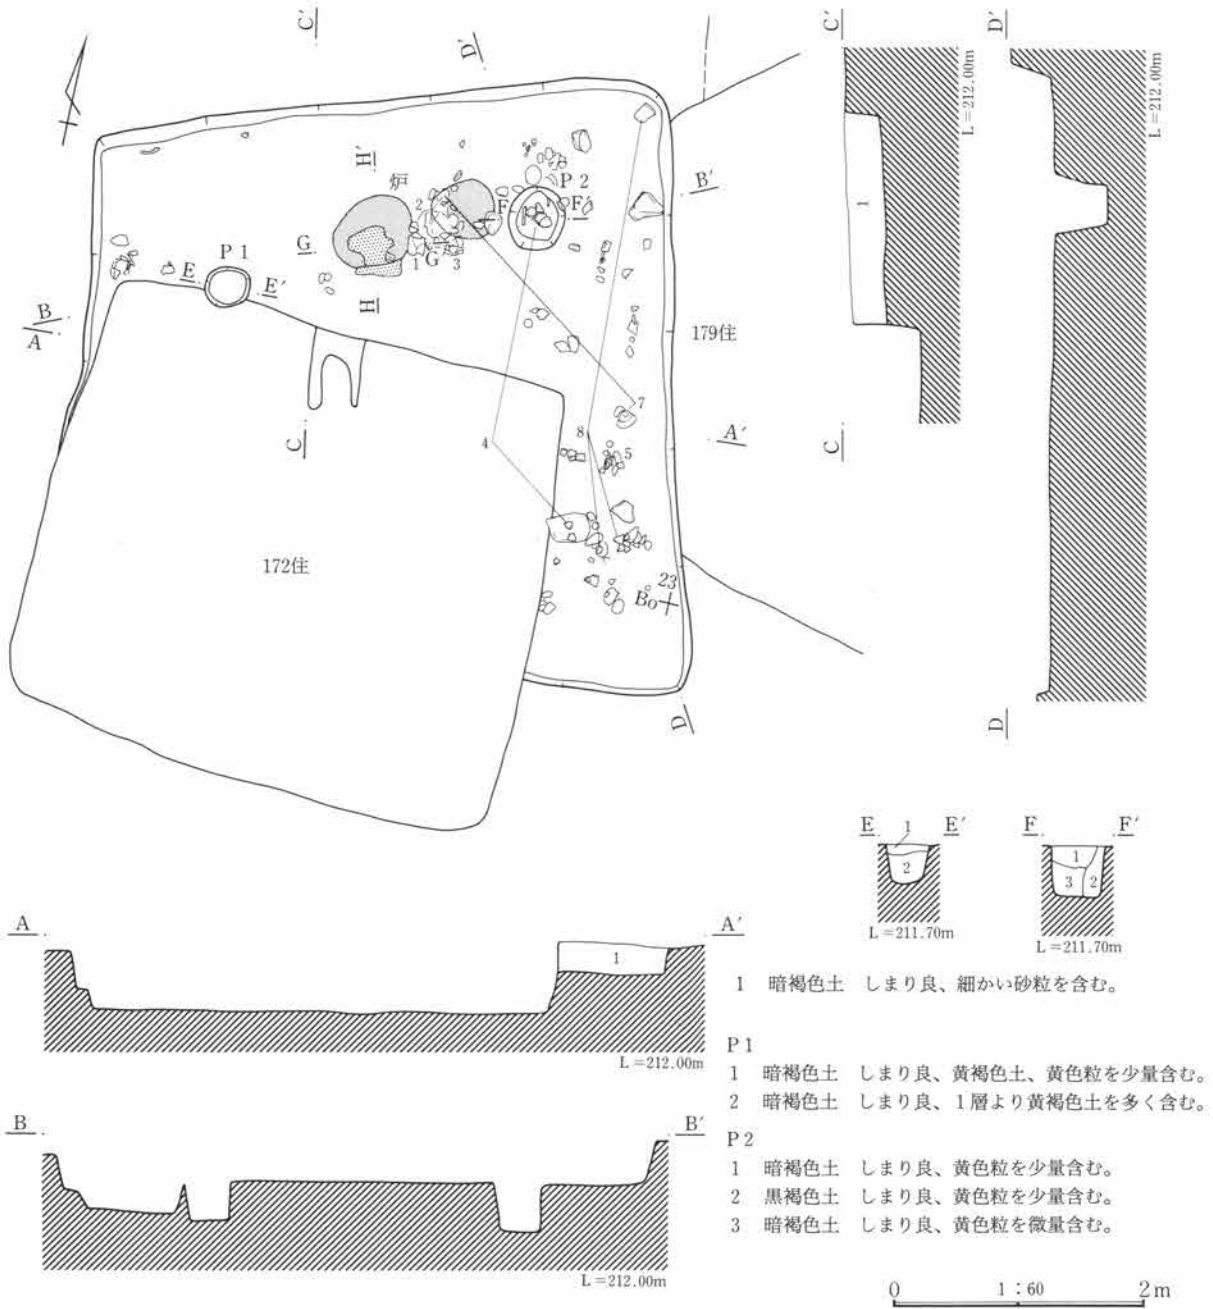 C'
D'
C'
D'
L=212.00m
L=212.00m
H'
炉
P 2
B'
2
F
F'
G
P 1
1
G'
3
E
E'
H
B
A
179住
1
7
C
4
8
5
A'
C
172住
23
Bo
D
D
E
1
E'
F
F'
2
1
3
2
L=211.70m
L=211.70m
A
A'
1
L=212.00m
1 暗褐色土 しまり良、細かい砂粒を含む。
P 1
1 暗褐色土 しまり良、黄褐色土、黄色粒を少量含む。
2 暗褐色土 しまり良、1層より黄褐色土を多く含む。
B
B'
P 2
1 暗褐色土 しまり良、黄色粒を少量含む。
2 黒褐色土 しまり良、黄色粒を少量含む。
3 暗褐色土 しまり良、黄色粒を微量含む。
L=212.00m
0 1:60 2m